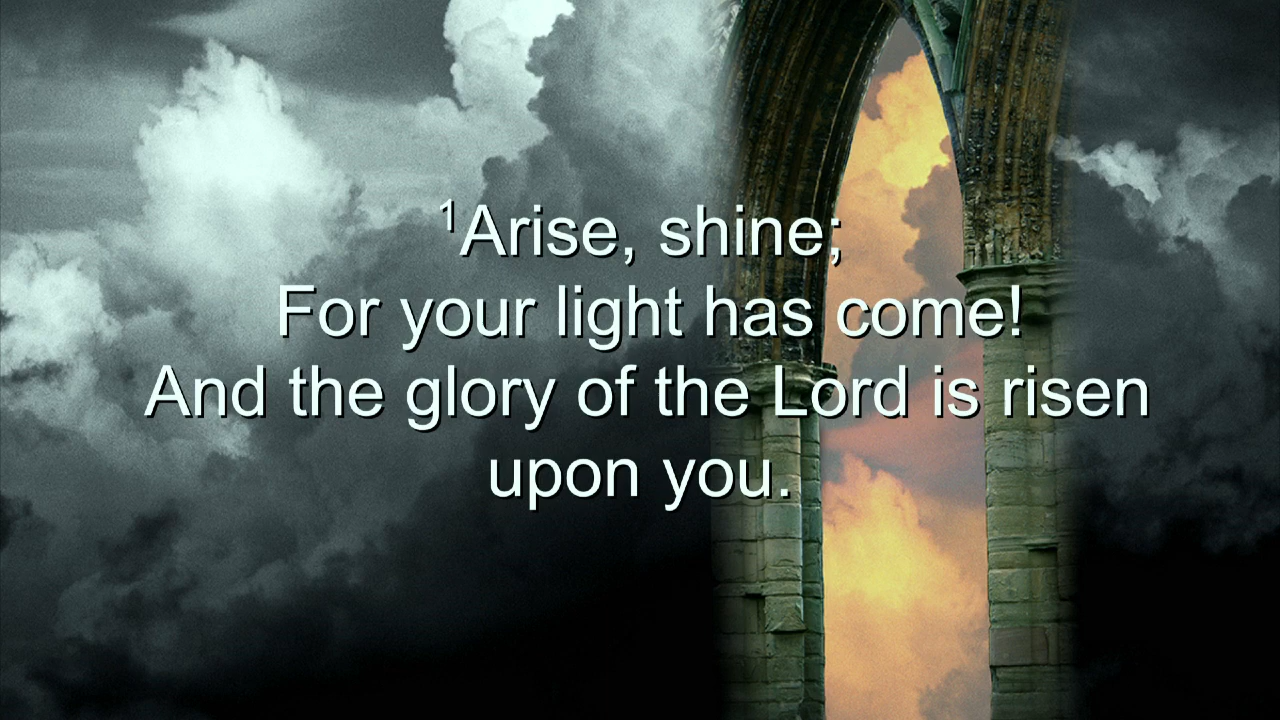 ¹Arise, shine;
For your light has come!
And the glory of the Lord is risen
upon you.